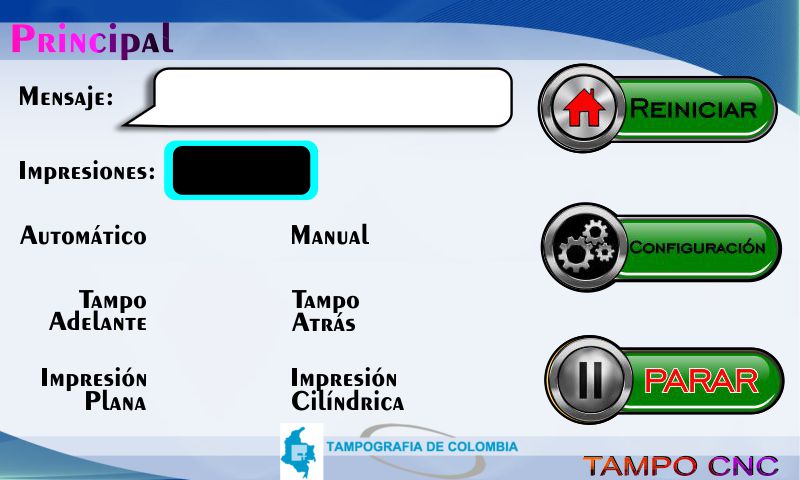 Principal
Mensaje:
Reiniciar
Impresiones:
Automático Manual
Configuración
Tampo Adelante
Tampo Atrás
Impresión Plana
Impresión Cilíndrica
PARAR
TAMPOGRAFIA DE COLOMBIA
TAMPO CNC